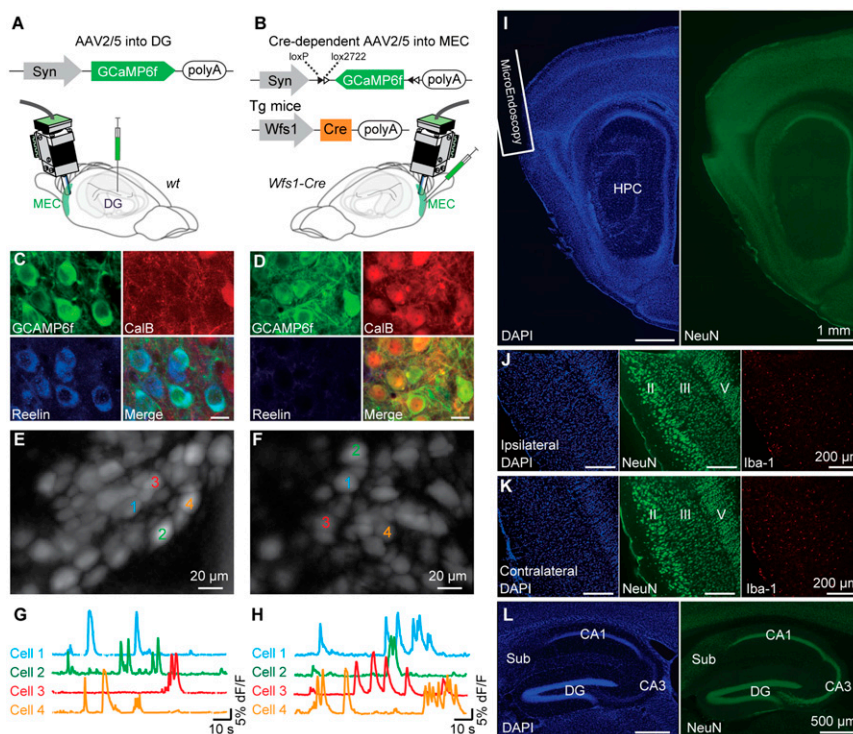 A
AAV2/5 into DG
Syn
GCaMP6f
polyA
wt
MEC
DG
B
Cre-dependent AAV2/5 into MEC
loxP
lox2722
Syn
GCaMP6f
polyA
Tg mice
Wfs1
Cre
polyA
Wfs1-Cre
MEC
C
GCAMP6f
CalB
Reelin
Merge
D
GCAMP6f
CalB
Reelin
Merge
E
1
2
3
4
20 µm
F
1
2
3
4
20 µm
G
Cell 1
Cell 2
Cell 3
Cell 4
10 s
5% dF/F
H
Cell 1
Cell 2
Cell 3
Cell 4
10 s
5% dF/F
I
MicroEndoscopy
HPC
DAPI
NeuN
1 mm
J
Ipsilateral
DAPI
II
III
V
NeuN
Iba-1
200 µm
K
Contralateral
DAPI
II
III
V
NeuN
Iba-1
200 µm
L
CA1
Sub
CA3
DG
DAPI
CA1
Sub
CA3
DG
NeuN
500 µm